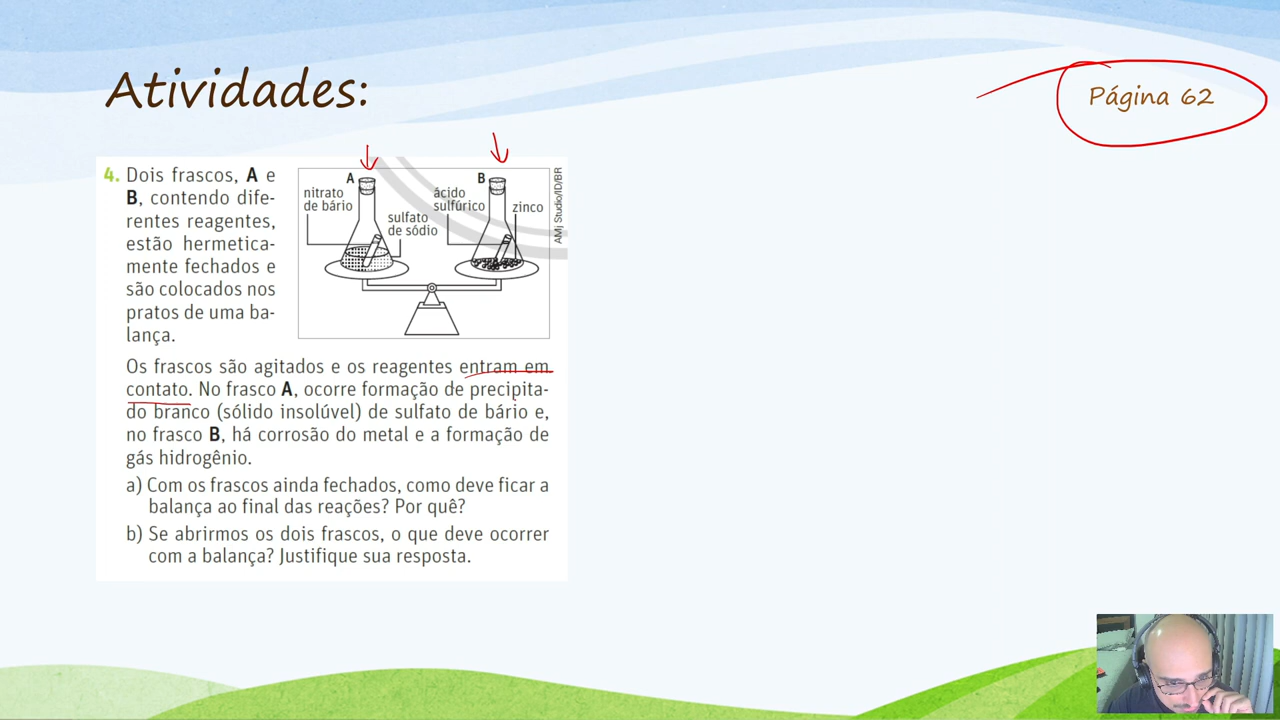 Atividades:
Página 62
4. Dois frascos, A e
B, contendo dife-
rentes reagentes,
estão hermetica-
mente fechados e
são colocados nos
pratos de uma ba-
lança.
A
nitrato
de bário
sulfato
de sódio
B
ácido
sulfúrico
zinco
AMj Studio/ID/BR
Os frascos são agitados e os reagentes entram em
contato. No frasco A, ocorre formação de precipita-
do branco (sólido insolúvel) de sulfato de bário e,
no frasco B, há corrosão do metal e a formação de
gás hidrogênio.
a) Com os frascos ainda fechados, como deve ficar a
balança ao final das reações? Por quê?
b) Se abrirmos os dois frascos, o que deve ocorrer
com a balança? Justifique sua resposta.